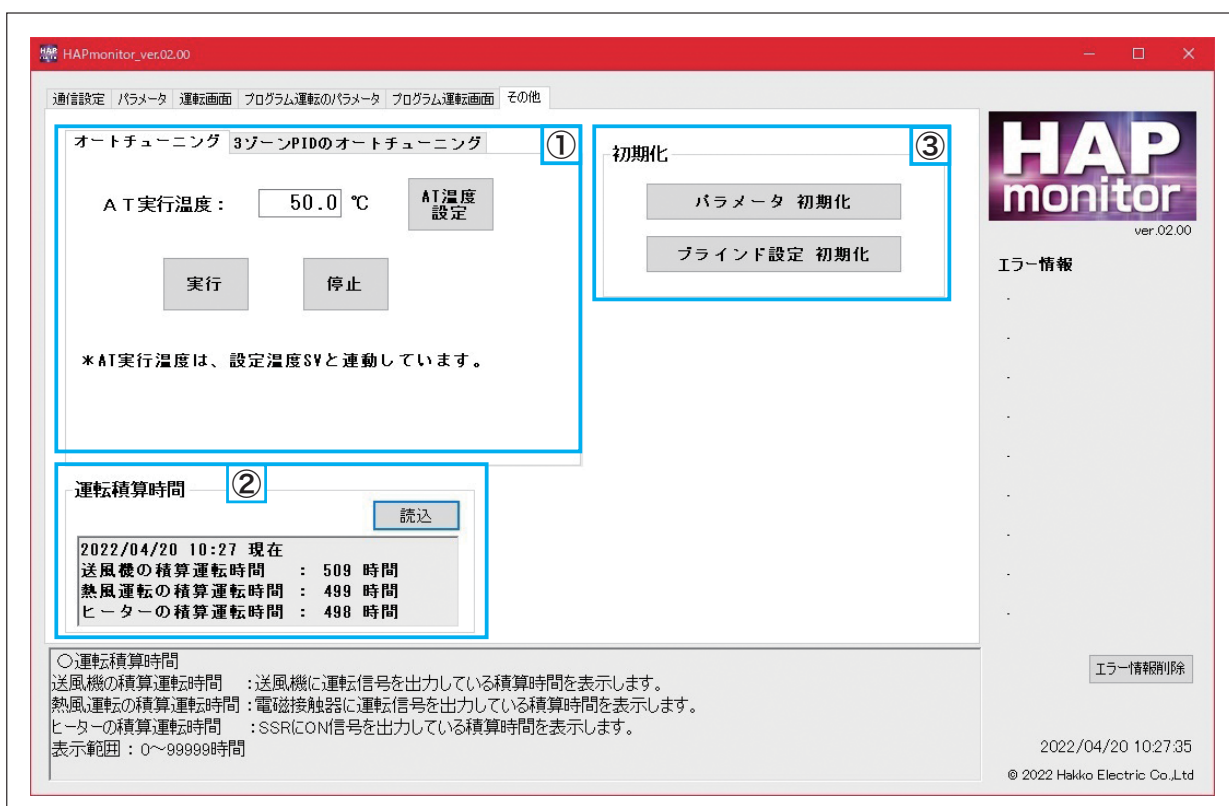 HAPmonitor_ver.02.00
通信設定 パラメータ 運転画面 プログラム運転のパラメータ プログラム運転画面 その他
オートチューニング 3ゾーンPIDのオートチューニング ①
AT実行温度： 50.0 ℃ AT温度設定
実行 停止
*AT実行温度は、設定温度SVと連動しています。
運転積算時間 ②
読込
2022/04/20 10:27 現在
送風機の積算運転時間 ： 509 時間
熱風運転の積算運転時間 ： 499 時間
ヒーターの積算運転時間 ： 498 時間
初期化 ③
パラメータ 初期化
ブラインド設定 初期化
HAP
monitor
ver.02.00
エラー情報
-
-
-
-
-
-
-
-
-
エラー情報削除
○運転積算時間
送風機の積算運転時間 ：送風機に運転信号を出力している積算時間を表示します。
熱風運転の積算運転時間：電磁接触器に運転信号を出力している積算時間を表示します。
ヒーターの積算運転時間 ：SSRにON信号を出力している積算時間を表示します。
表示範囲：0～99999時間
2022/04/20 10:27:35
© 2022 Hakko Electric Co.,Ltd